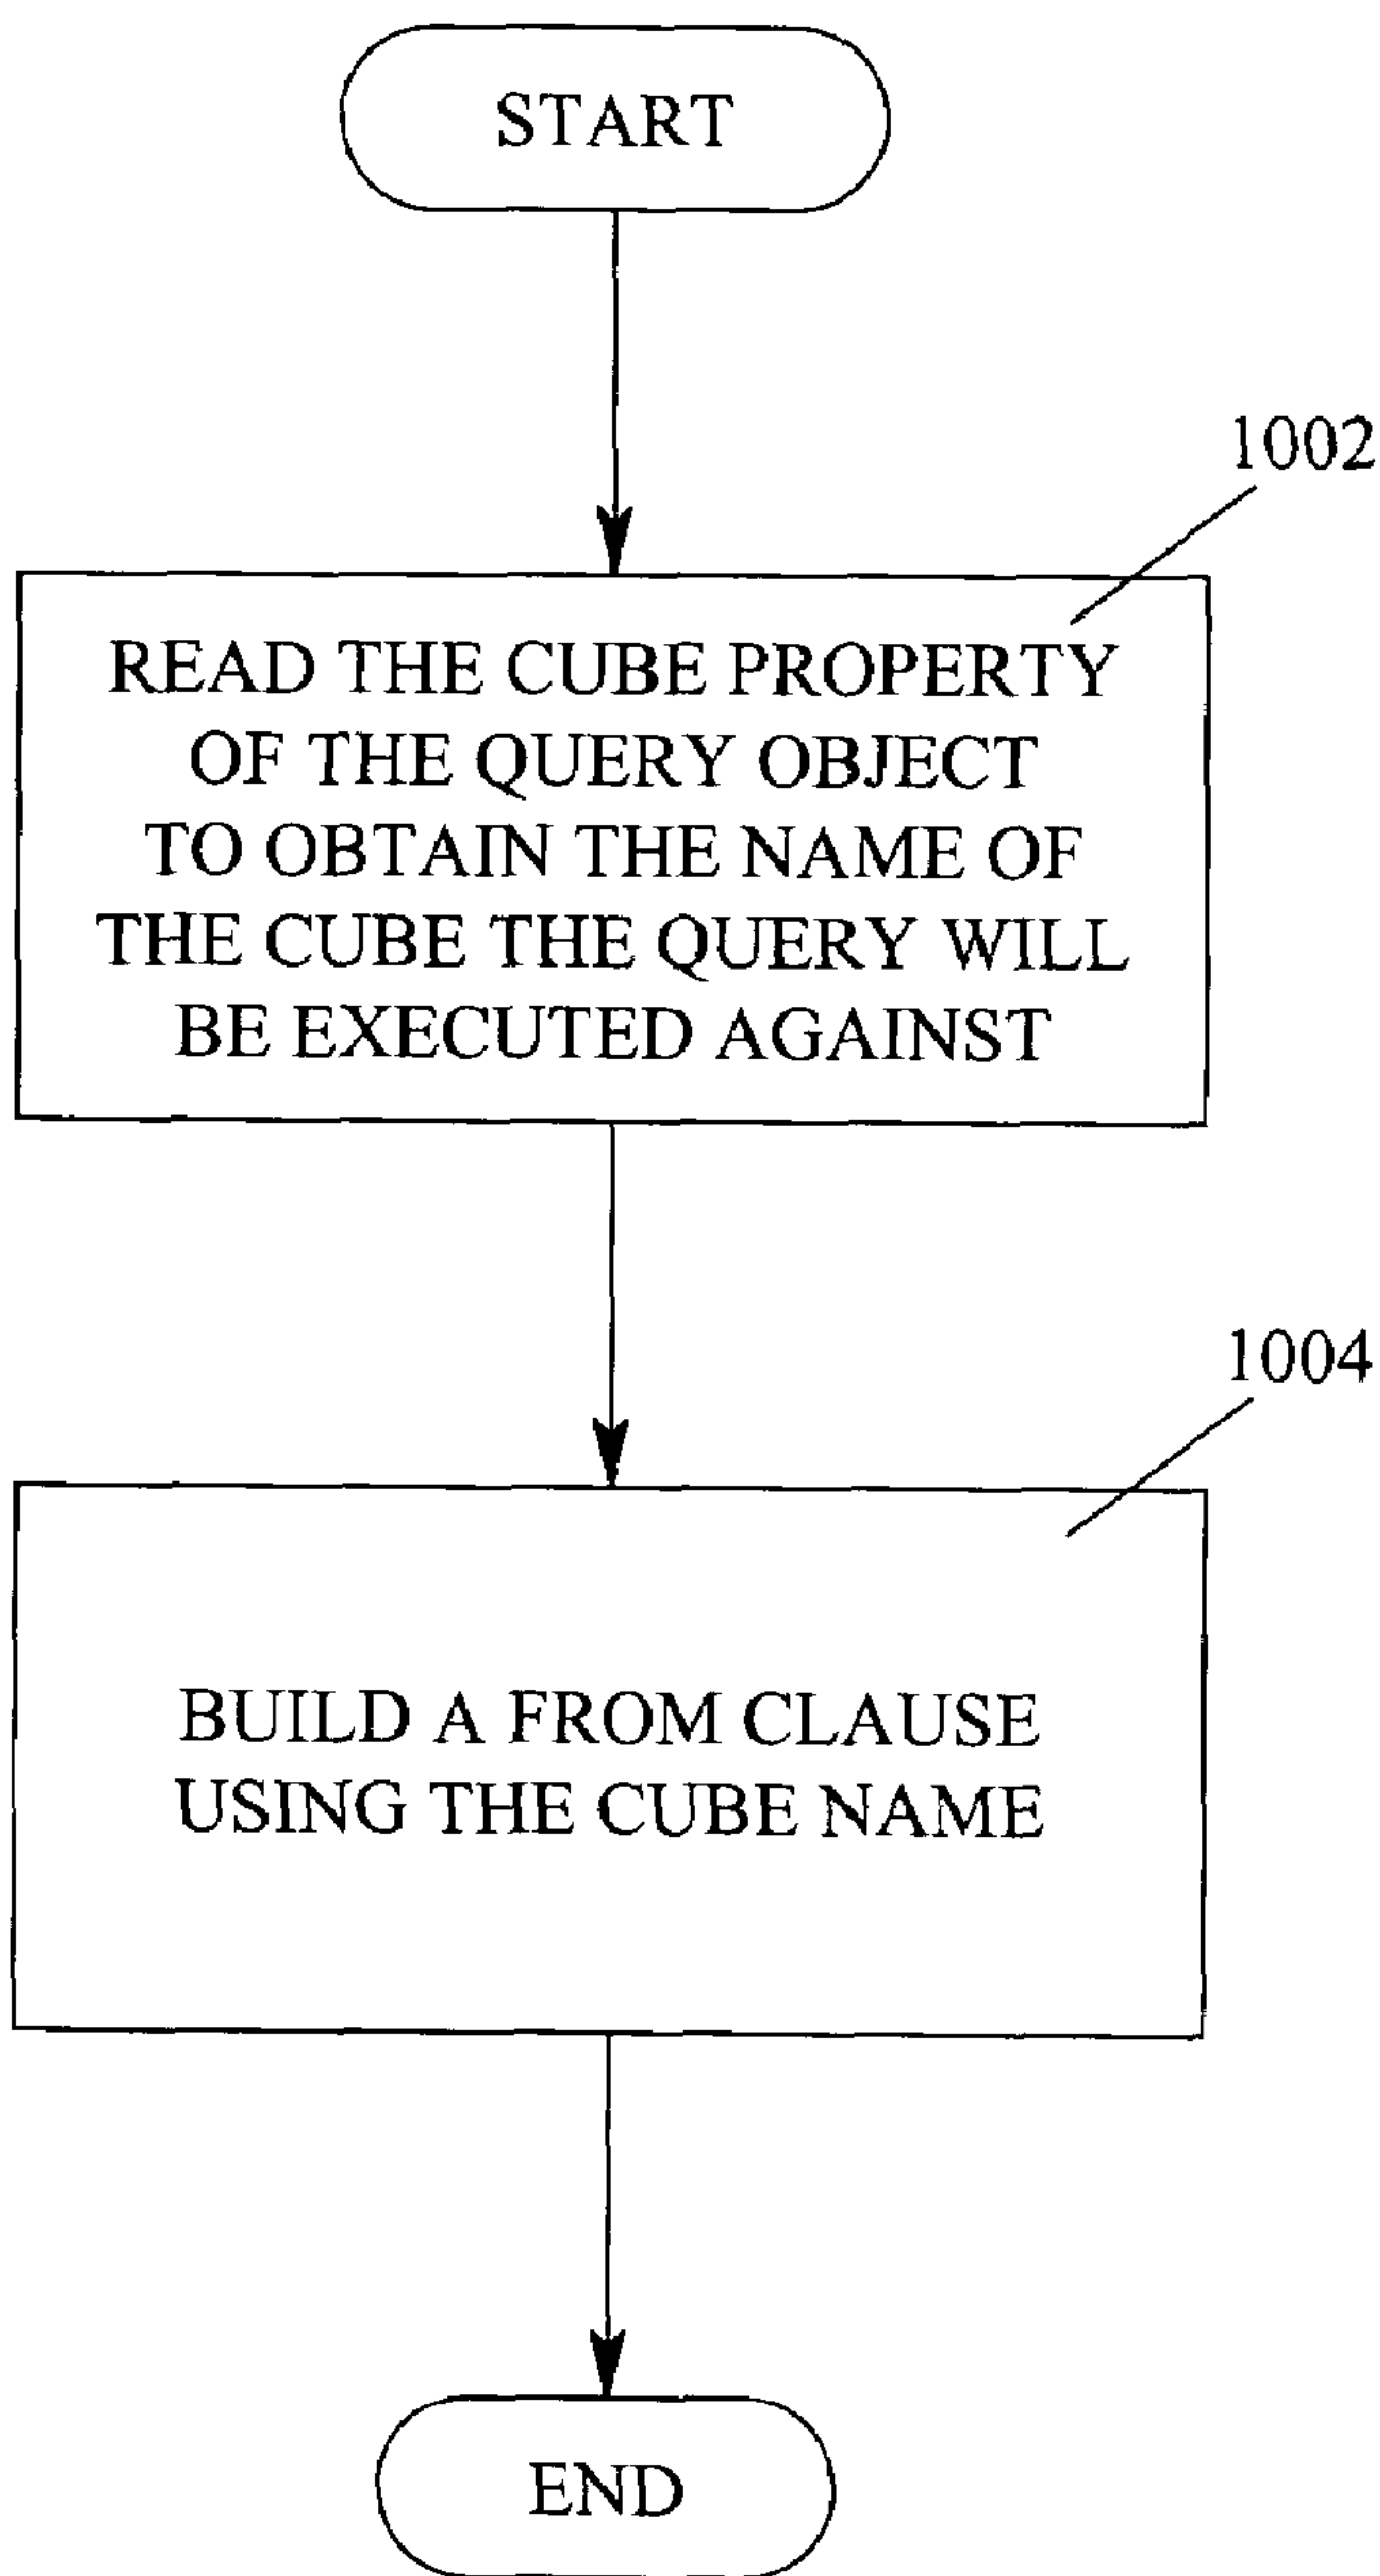 START
1002
READ THE CUBE PROPERTY
OF THE QUERY OBJECT
TO OBTAIN THE NAME OF
THE CUBE THE QUERY WILL
BE EXECUTED AGAINST
1004
BUILD A FROM CLAUSE
USING THE CUBE NAME
END